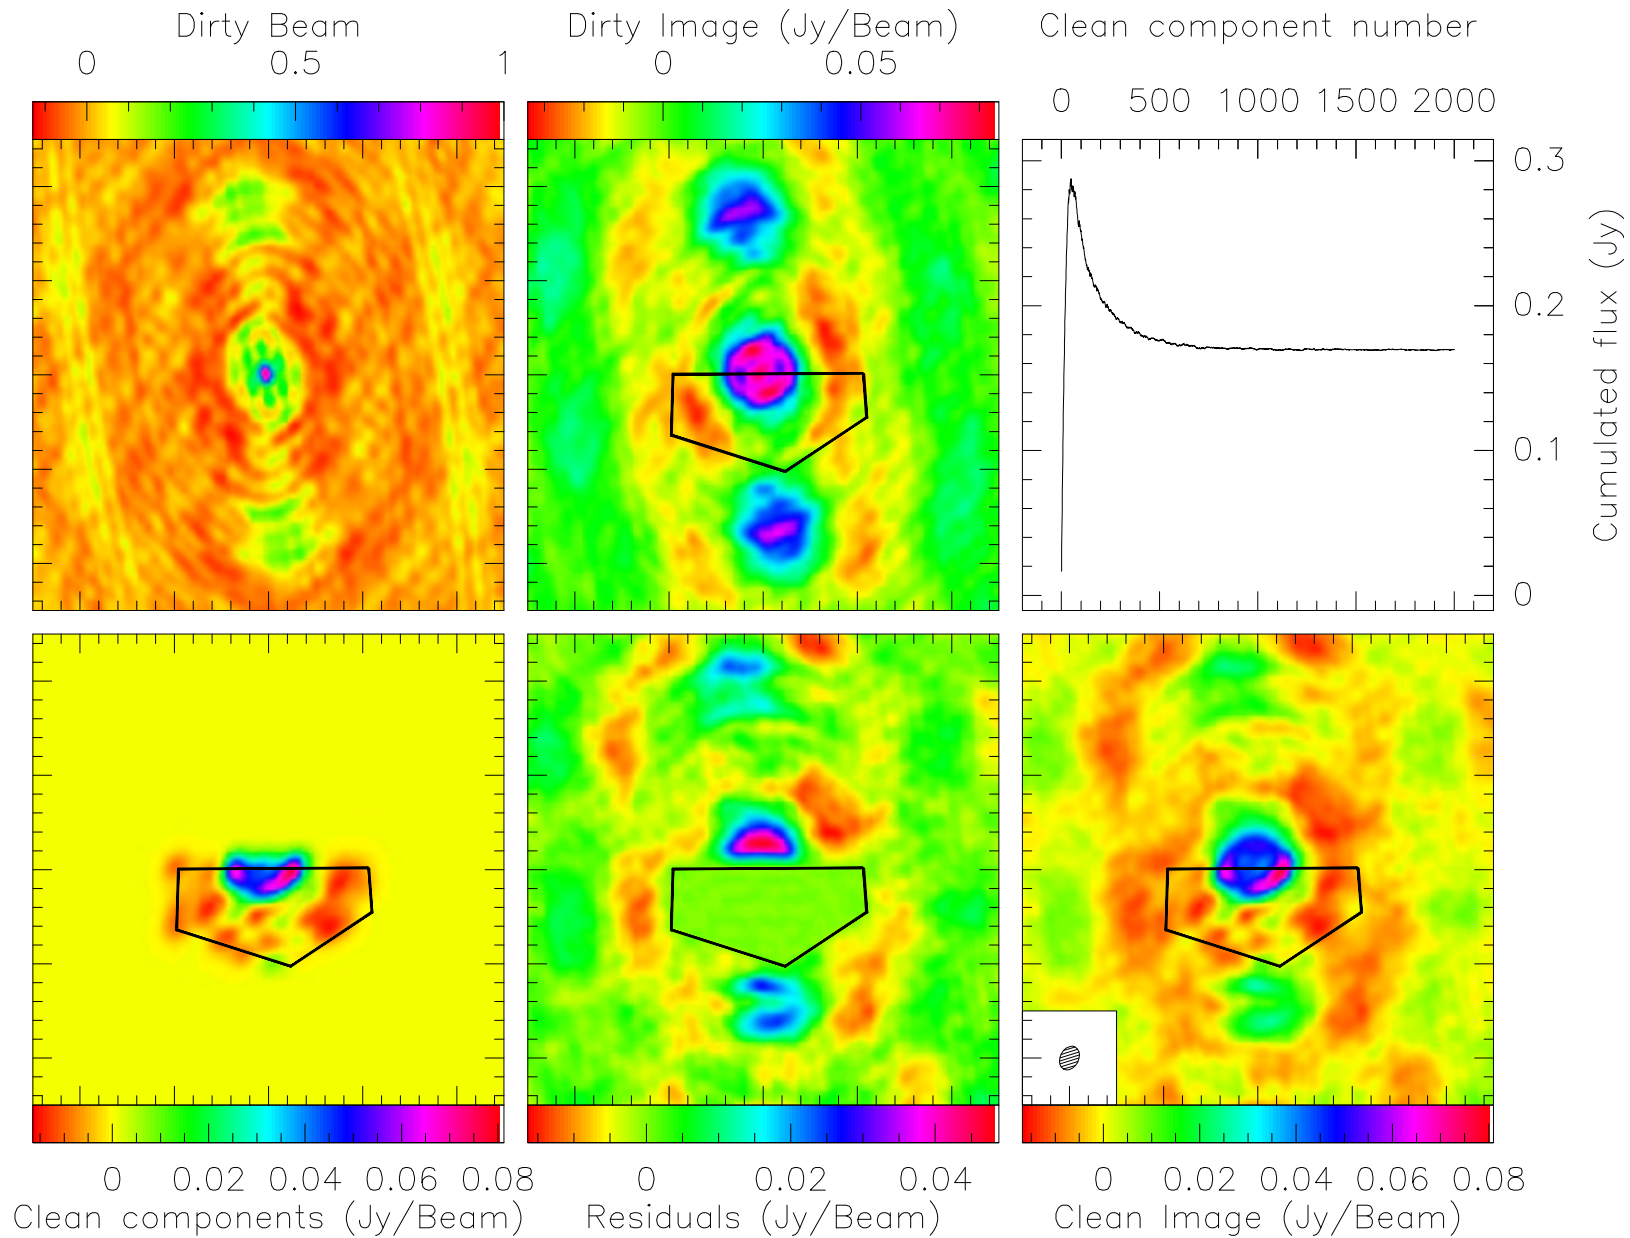 Dirty Beam
0 0.5 1
Dirty Image (Jy/Beam)
0 0.05
Clean component number
0 500 1000 1500 2000
0.3
0.2
0.1
0
Cumulated flux (Jy)
0 0.02 0.04 0.06 0.08
Clean components (Jy/Beam)
0 0.02 0.04
Residuals (Jy/Beam)
0 0.02 0.04 0.06 0.08
Clean Image (Jy/Beam)